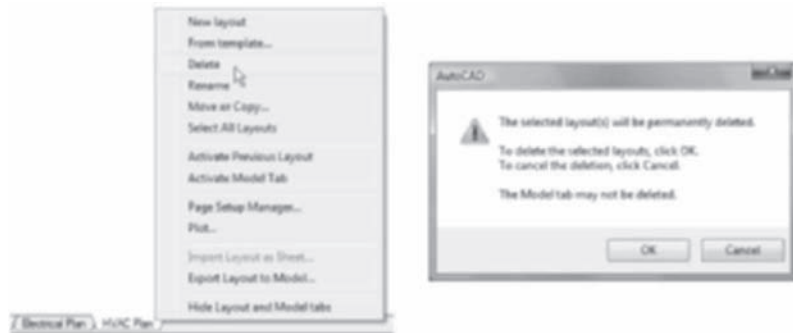 New layout
From template...
Delete
Rename
Move or Copy...
Select All Layouts
Activate Previous Layout
Activate Model Tab
Page Setup Manager...
Plot...
Import Layout as Sheet...
Export Layout to Model...
Hide Layout and Model tabs
Electrical Plan
HVAC Plan
AutoCAD
The selected layout(s) will be permanently deleted.
To delete the selected layouts, click OK.
To cancel the deletion, click Cancel.
The Model tab may not be deleted.
OK
Cancel